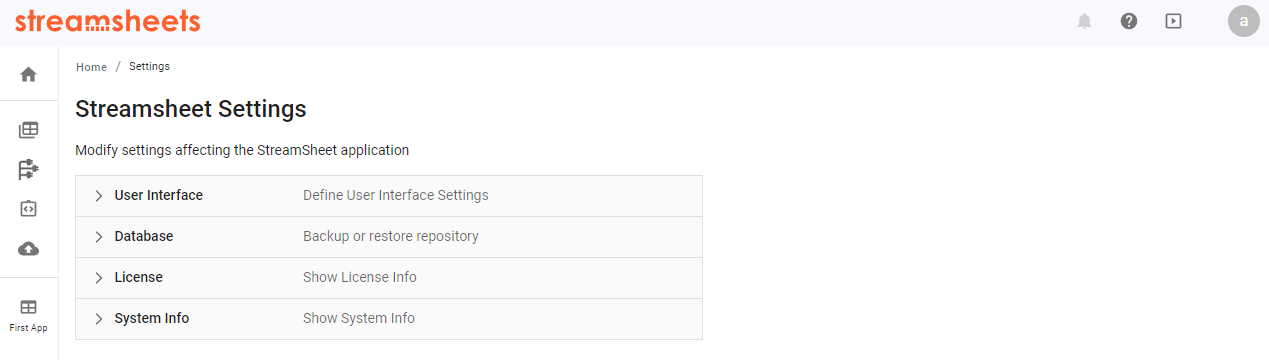 streamsheets
a
Home / Settings
Streamsheet Settings
Modify settings affecting the StreamSheet application
User Interface Define User Interface Settings
Database Backup or restore repository
License Show License Info
System Info Show System Info
First App